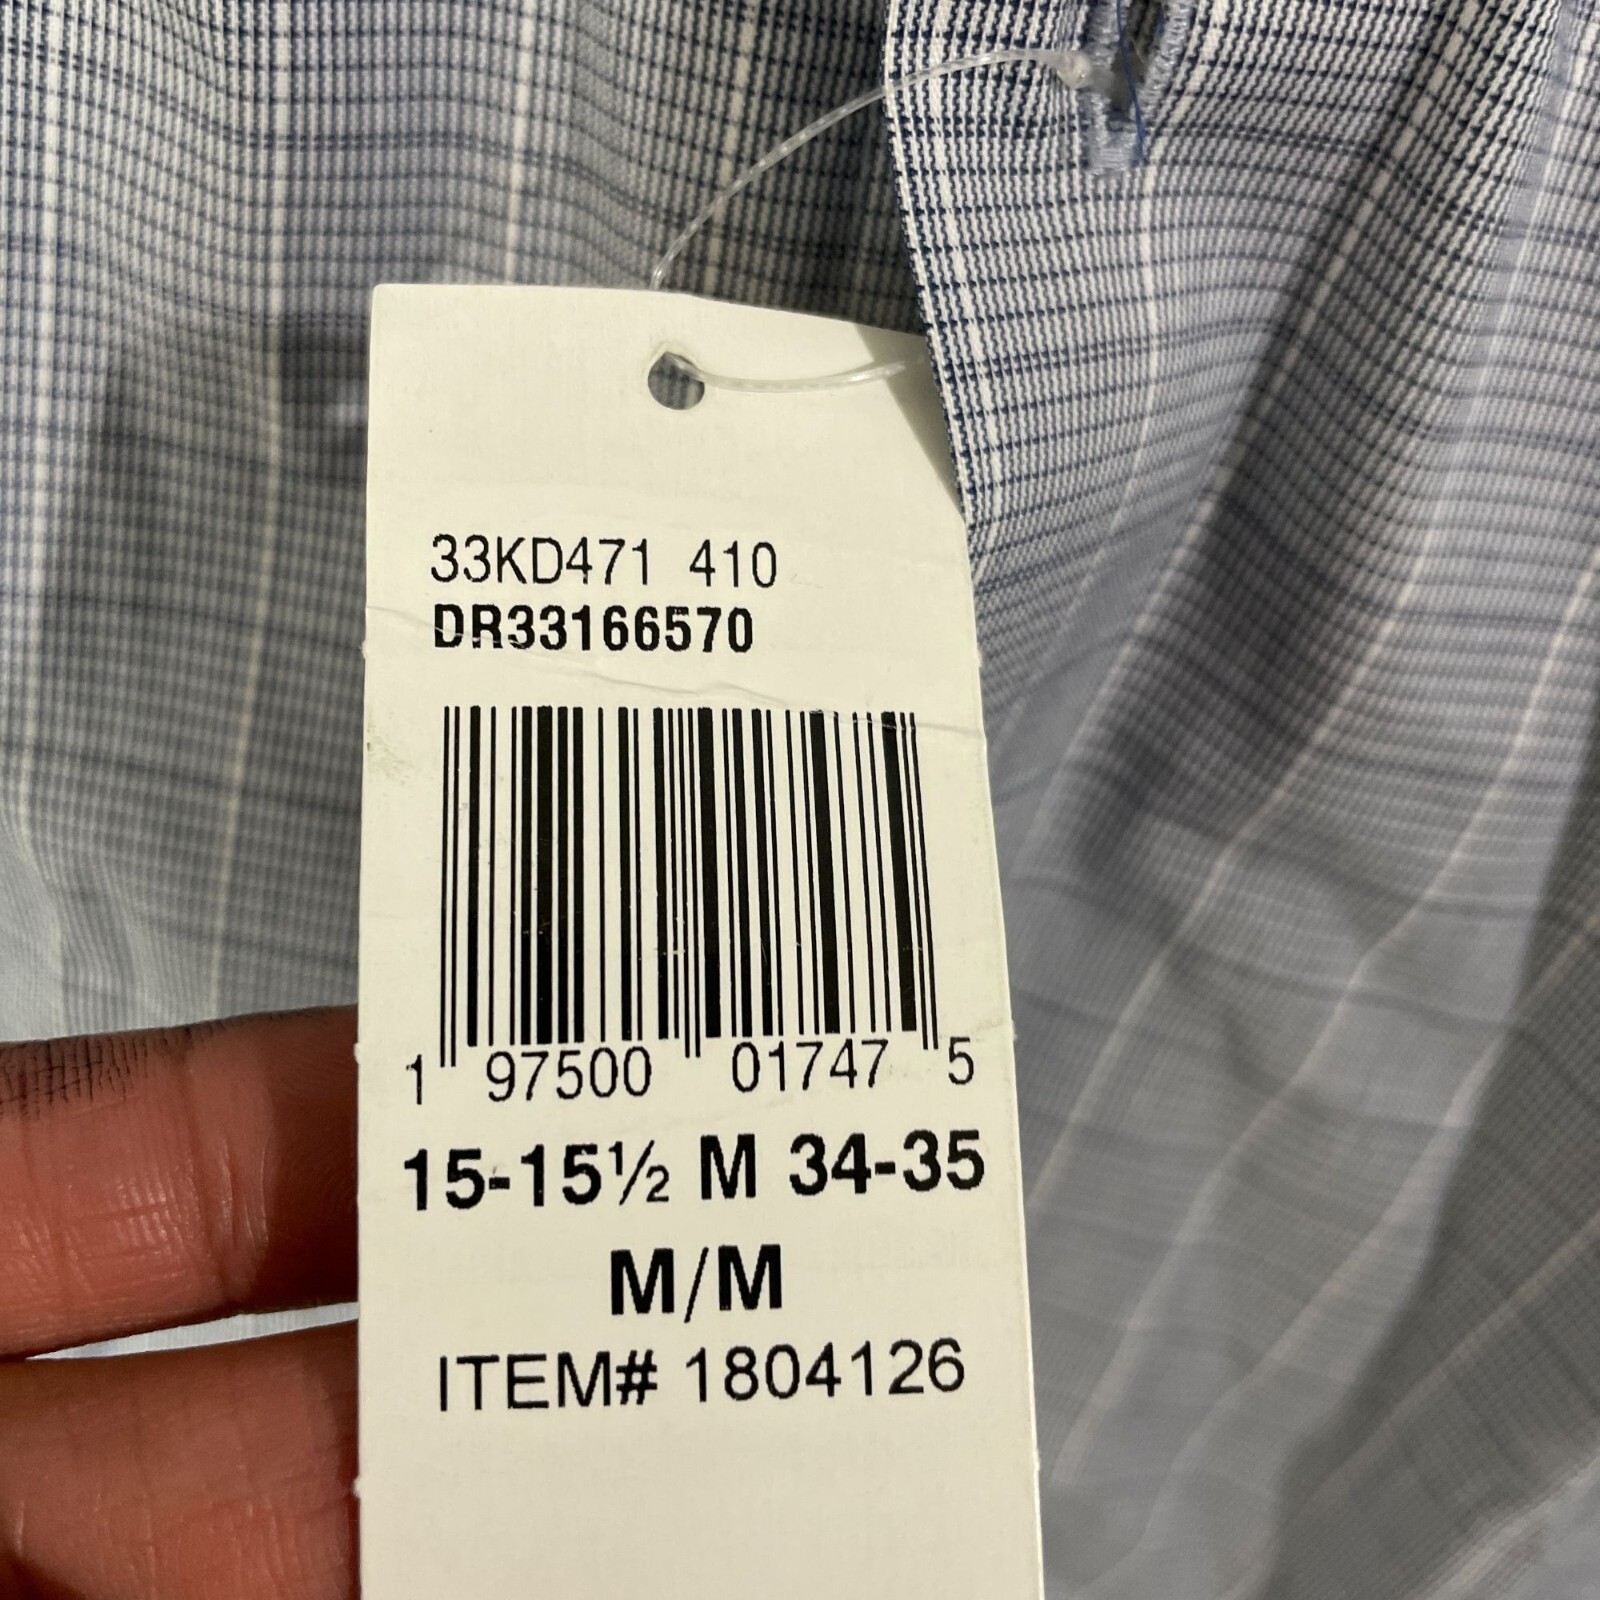 33KD471 410
DR33166570
1 97500 01747 5
15-15½ M 34-35
M/M
ITEM# 1804126